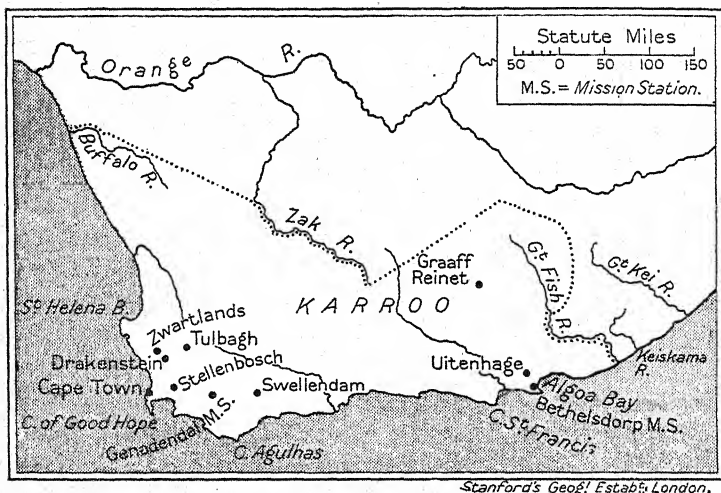 Statute Miles
50 0 50 100 150
M.S. = Mission Station.
Orange R.
Buffalo R.
Zak R.
Graaff
Reinet
Gt. Fish R.
Gt. Kei R.
KARROO
St. Helena B.
Zwartlands
Tulbagh
Drakenstein
Stellenbosch
Cape Town
Swellendam
Genadendal M.S.
C. of Good Hope
C. Agulhas
Uitenhage
Keiskama
R.
Algoa Bay
Bethelsdorp M.S.
C. St. Francis
Stanford's Geogl. Estabt., London.